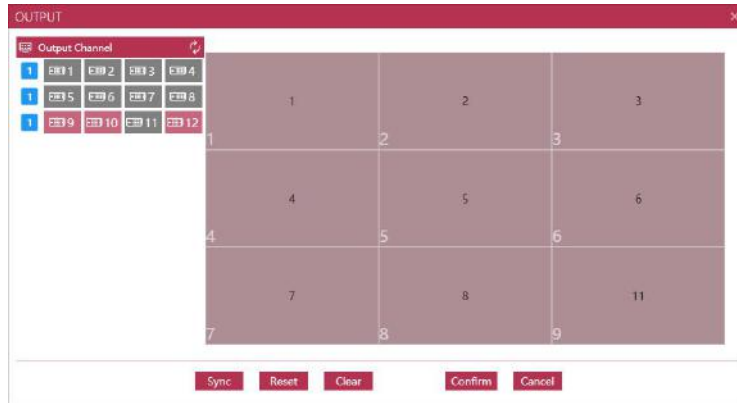 OUTPUT ×
Output Channel
1 1 2 3 4
1 5 6 7 8
1 9 10 11 12
1 2 3
1 2 3
4 5 6
4 5 6
7 8 11
7 8 9
Sync Reset Clear Confirm Cancel